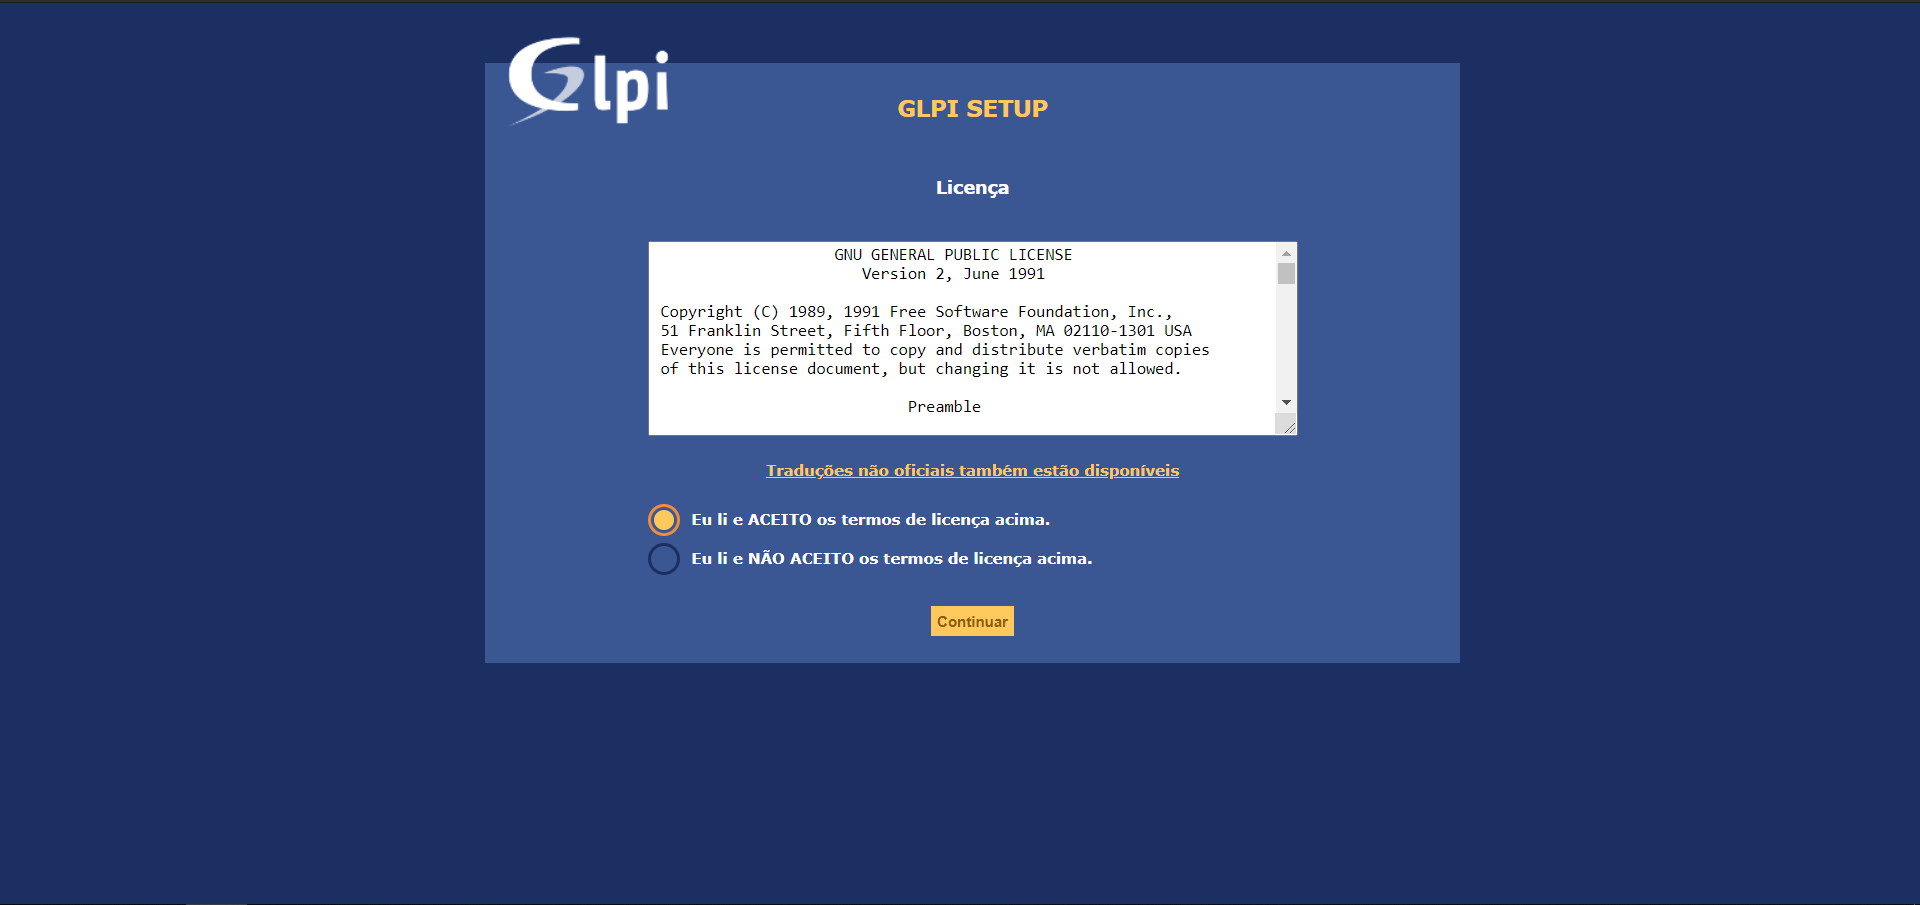 Glpi
GLPI SETUP
Licença
GNU GENERAL PUBLIC LICENSE
Version 2, June 1991
Copyright (C) 1989, 1991 Free Software Foundation, Inc.,
51 Franklin Street, Fifth Floor, Boston, MA 02110-1301 USA
Everyone is permitted to copy and distribute verbatim copies
of this license document, but changing it is not allowed.
Preamble
Traduções não oficiais também estão disponíveis
Eu li e ACEITO os termos de licença acima.
Eu li e NÃO ACEITO os termos de licença acima.
Continuar